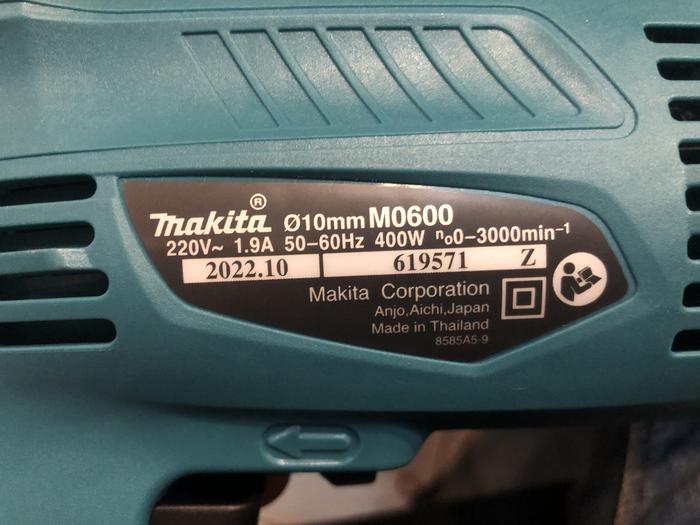 makita® Ø10mm M0600
220V~ 1.9A 50-60Hz 400W n₀0-3000min⁻¹
2022.10 619571 Z
Makita Corporation
Anjo,Aichi,Japan
Made in Thailand
8585A5-9